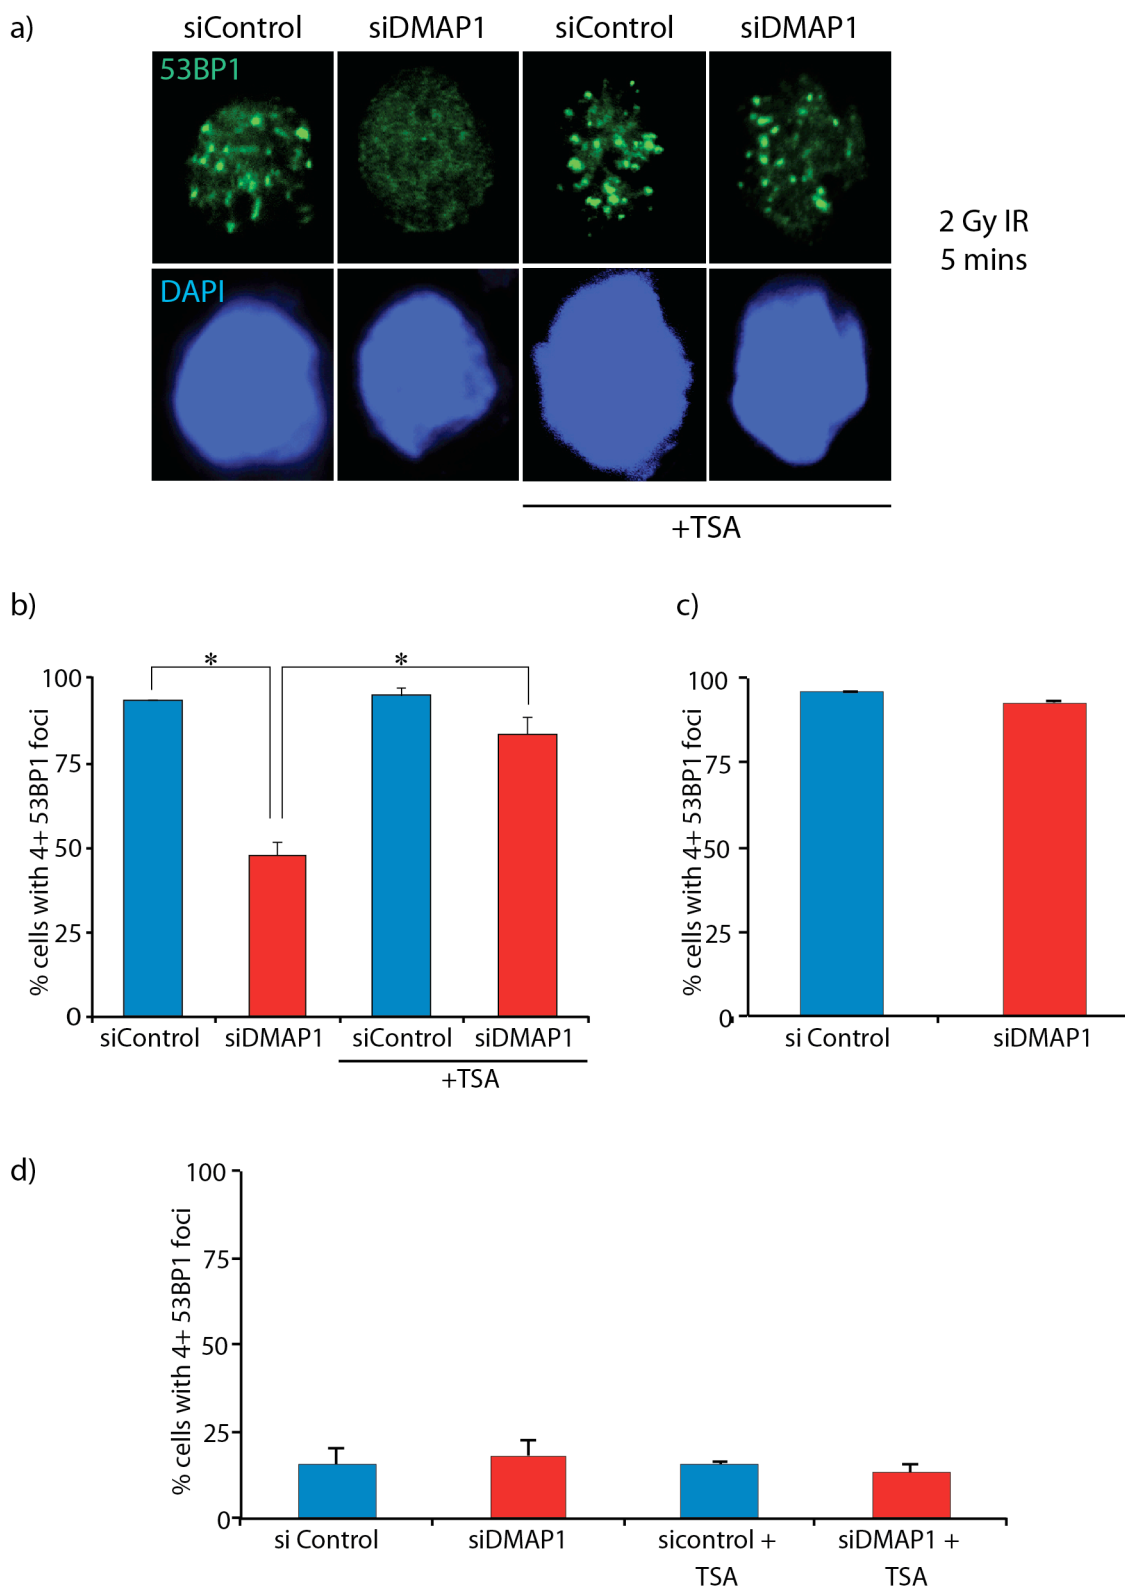 a)
siControl siDMAP1 siControl siDMAP1
53BP1
2 Gy IR
5 mins
DAPI
+TSA
b)
% cells with 4+ 53BP1 foci
100
75
50
25
0
* *
siControl siDMAP1 siControl siDMAP1
+TSA
c)
% cells with 4+ 53BP1 foci
100
75
50
25
0
si Control siDMAP1
d)
% cells with 4+ 53BP1 foci
100
75
50
25
0
si Control siDMAP1 sicontrol + siDMAP1 +
TSA TSA